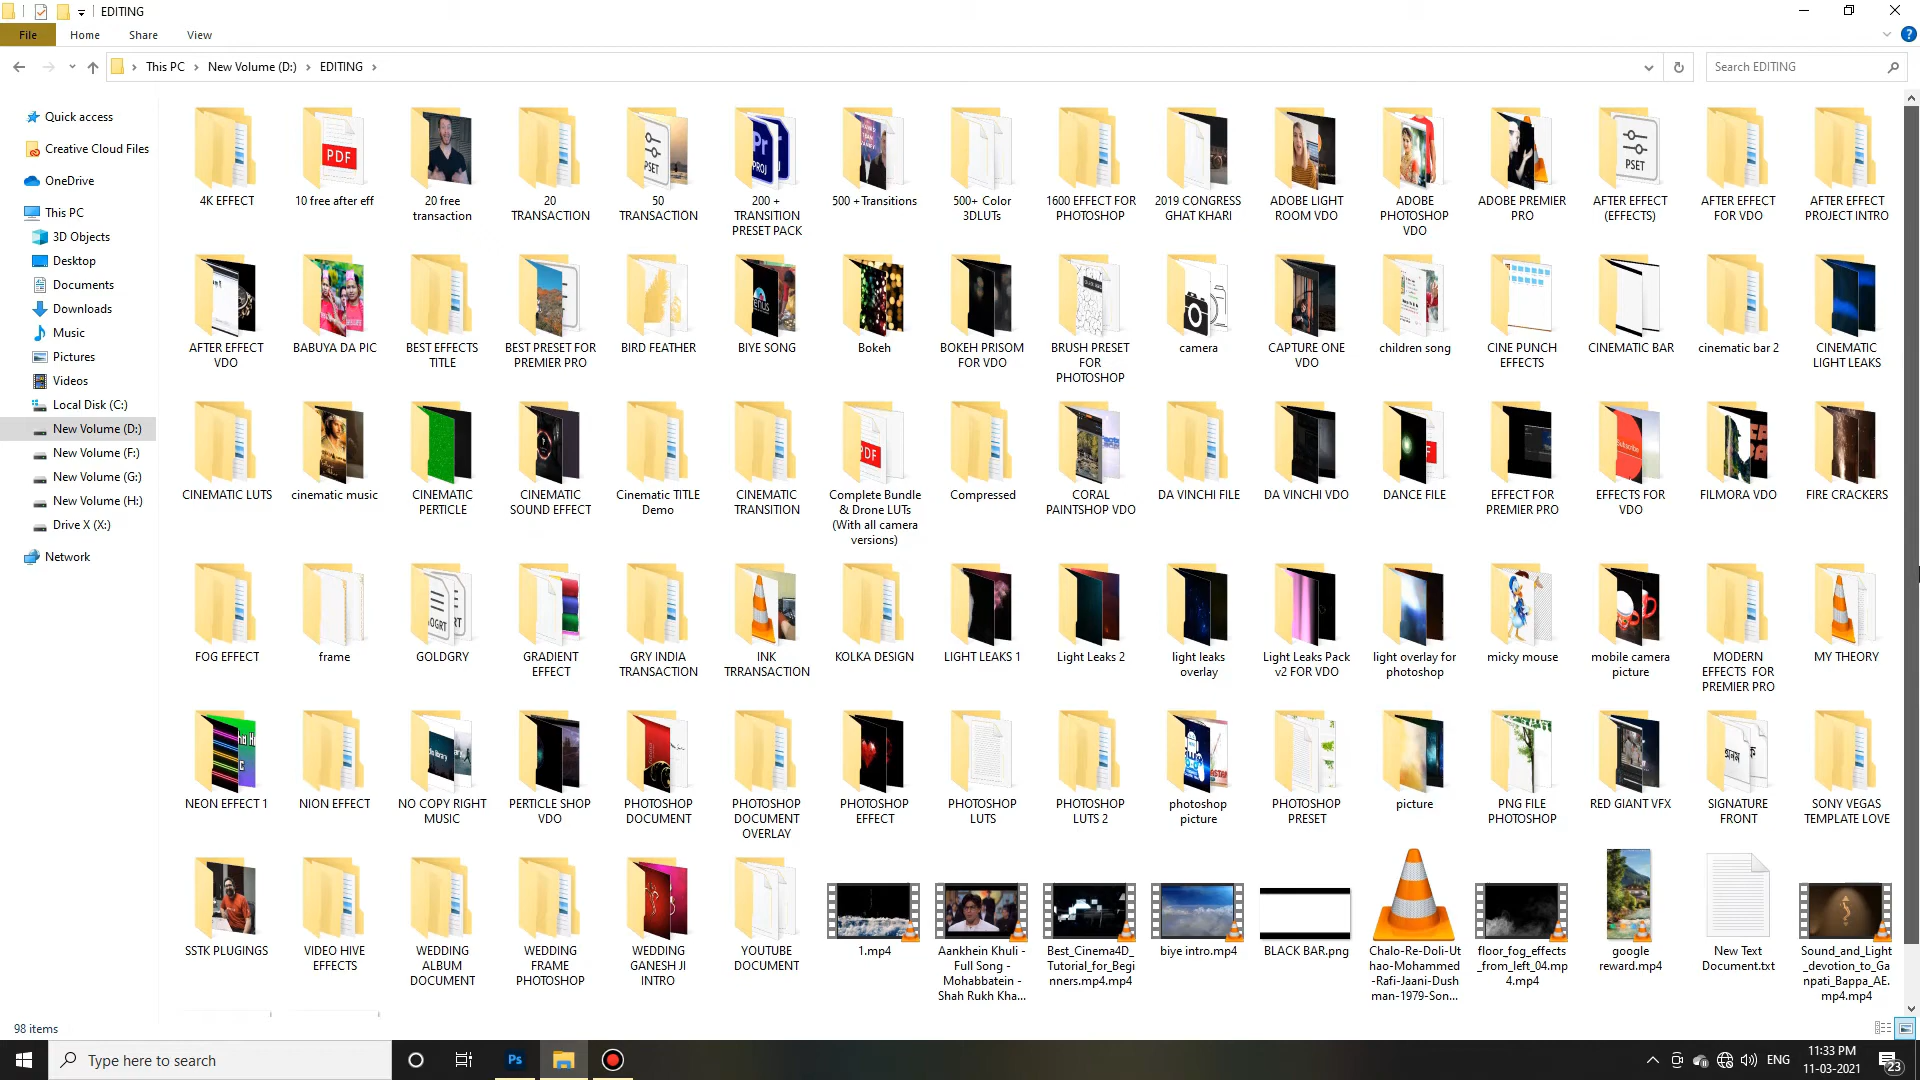 EDITING
File
Home
Share
View
This PC
New Volume (D:)
EDITING
Search EDITING
Quick access
Creative Cloud Files
OneDrive
This PC
3D Objects
Desktop
Documents
Downloads
Music
Pictures
Videos
Local Disk (C:)
New Volume (D:)
New Volume (F:)
New Volume (G:)
New Volume (H:)
Drive X (X:)
Network
4K EFFECT
10 free after eff
20 free
transaction
20
TRANSACTION
50
TRANSACTION
200 +
TRANSITION
PRESET PACK
500 +Transitions
500+ Color
3DLUTs
1600 EFFECT FOR
PHOTOSHOP
2019 CONGRESS
GHAT KHARI
ADOBE LIGHT
ROOM VDO
ADOBE
PHOTOSHOP
VDO
ADOBE PREMIER
PRO
AFTER EFFECT
(EFFECTS)
AFTER EFFECT
FOR VDO
AFTER EFFECT
PROJECT INTRO
AFTER EFFECT
VDO
BABUYA DA PIC
BEST EFFECTS
TITLE
BEST PRESET FOR
PREMIER PRO
BIRD FEATHER
BIYE SONG
Bokeh
BOKEH PRISOM
FOR VDO
BRUSH PRESET
FOR
PHOTOSHOP
camera
CAPTURE ONE
VDO
children song
CINE PUNCH
EFFECTS
CINEMATIC BAR
cinematic bar 2
CINEMATIC
LIGHT LEAKS
CINEMATIC LUTS
cinematic music
CINEMATIC
PERTICLE
CINEMATIC
SOUND EFFECT
Cinematic TITLE
Demo
CINEMATIC
TRANSITION
Complete Bundle
& Drone LUTs
(With all camera
versions)
Compressed
CORAL
PAINTSHOP VDO
DA VINCHI FILE
DA VINCHI VDO
DANCE FILE
EFFECT FOR
PREMIER PRO
EFFECTS FOR
VDO
FILMORA VDO
FIRE CRACKERS
FOG EFFECT
frame
GOLDGRY
GRADIENT
EFFECT
GRY INDIA
TRANSACTION
INK
TRRANSACTION
KOLKA DESIGN
LIGHT LEAKS 1
Light Leaks 2
light leaks
overlay
Light Leaks Pack
v2 FOR VDO
light overlay for
photoshop
micky mouse
mobile camera
picture
MODERN
EFFECTS  FOR
PREMIER PRO
MY THEORY
NEON EFFECT 1
NION EFFECT
NO COPY RIGHT
MUSIC
PERTICLE SHOP
VDO
PHOTOSHOP
DOCUMENT
PHOTOSHOP
DOCUMENT
OVERLAY
PHOTOSHOP
EFFECT
PHOTOSHOP
LUTS
PHOTOSHOP
LUTS 2
photoshop
picture
PHOTOSHOP
PRESET
picture
PNG FILE
PHOTOSHOP
RED GIANT VFX
SIGNATURE
FRONT
SONY VEGAS
TEMPLATE LOVE
SSTK PLUGINGS
VIDEO HIVE
EFFECTS
WEDDING
ALBUM
DOCUMENT
WEDDING
FRAME
PHOTOSHOP
WEDDING
GANESH JI
INTRO
YOUTUBE
DOCUMENT
1.mp4
Aankhein Khuli -
Full Song -
Mohabbatein -
Shah Rukh Kha...
Best_Cinema4D_
Tutorial_for_Begi
nners.mp4.mp4
biye intro.mp4
BLACK BAR.png
Chalo-Re-Doli-Ut
hao-Mohammed
-Rafi-Jaani-Dush
man-1979-Son...
floor_fog_effects
_from_left_04.mp
4.mp4
google
reward.mp4
New Text
Document.txt
Sound_and_Light
_devotion_to_Ga
npati_Bappa_AE.
mp4.mp4
98 items
Type here to search
Ps
ENG
11:33 PM
11-03-2021
23